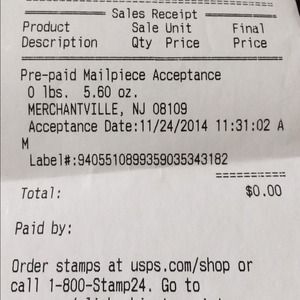 Sales Receipt
Product Sale Unit Final
Description Qty Price Price
Pre-paid Mailpiece Acceptance
0 lbs. 5.60 oz.
MERCHANTVILLE, NJ 08109
Acceptance Date:11/24/2014 11:31:02 A
M
Label#:9405510899359035343182
Total: $0.00
Paid by:
Order stamps at usps.com/shop or
call 1-800-Stamp24. Go to